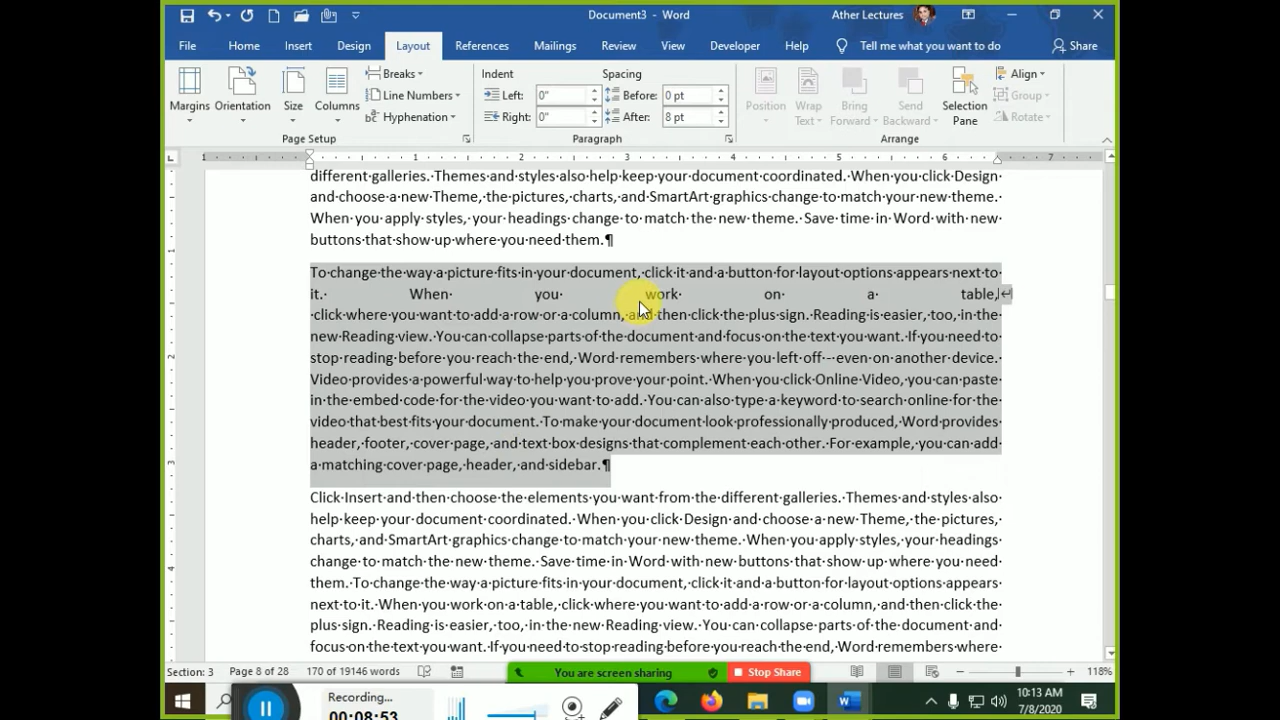 Document3 - Word
Ather Lectures
File Home Insert Design Layout References Mailings Review View Developer Help Tell me what you want to do Share
Margins
Orientation
Size
Columns
Breaks
Line Numbers
Hyphenation
Page Setup
Indent
Left: 0"
Right: 0"
Spacing
Before: 0 pt
After: 8 pt
Paragraph
Position
Wrap Text
Bring Forward
Send Backward
Selection Pane
Align
Group
Rotate
Arrange
1 1 2 3 4 5 6 7
different galleries. Themes and styles also help keep your document coordinated. When you click Design
and choose a new Theme, the pictures, charts, and SmartArt graphics change to match your new theme.
When you apply styles, your headings change to match the new theme. Save time in Word with new
buttons that show up where you need them.¶
To change the way a picture fits in your document, click it and a button for layout options appears next to
it. When you work on a table,↵
click where you want to add a row or a column, and then click the plus sign. Reading is easier, too, in the
new Reading view. You can collapse parts of the document and focus on the text you want. If you need to
stop reading before you reach the end, Word remembers where you left off--even on another device.
Video provides a powerful way to help you prove your point. When you click Online Video, you can paste
in the embed code for the video you want to add. You can also type a keyword to search online for the
video that best fits your document. To make your document look professionally produced, Word provides
header, footer, cover page, and text box designs that complement each other. For example, you can add
a matching cover page, header, and sidebar.¶
Click Insert and then choose the elements you want from the different galleries. Themes and styles also
help keep your document coordinated. When you click Design and choose a new Theme, the pictures,
charts, and SmartArt graphics change to match your new theme. When you apply styles, your headings
change to match the new theme. Save time in Word with new buttons that show up where you need
them. To change the way a picture fits in your document, click it and a button for layout options appears
next to it. When you work on a table, click where you want to add a row or a column, and then click the
plus sign. Reading is easier, too, in the new Reading view. You can collapse parts of the document and
focus on the text you want. If you need to stop reading before you reach the end, Word remembers where
1
2
3
4
Section: 3 Page 8 of 28 170 of 19146 words
You are screen sharing
Stop Share
118%
Recording...
00:08:53
10:13 AM
7/8/2020